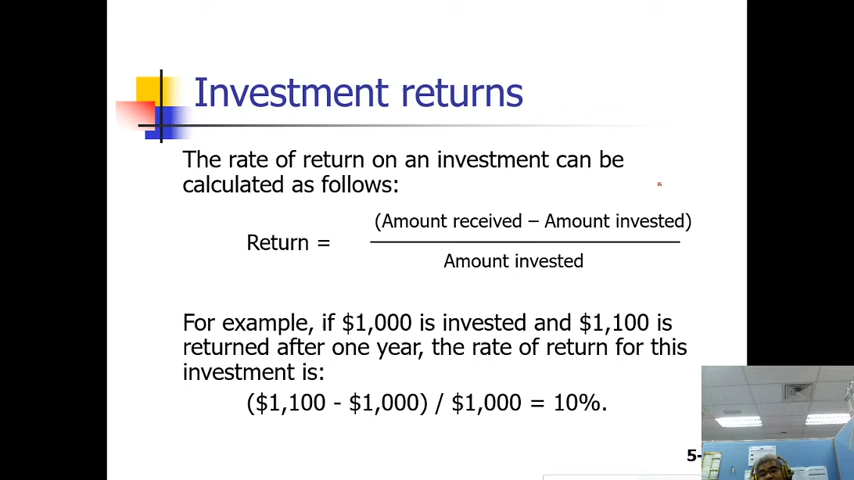 Investment returns
The rate of return on an investment can be
calculated as follows:
(Amount received – Amount invested)
Return =
Amount invested
For example, if $1,000 is invested and $1,100 is
returned after one year, the rate of return for this
investment is:
($1,100 - $1,000) / $1,000 = 10%.
5-